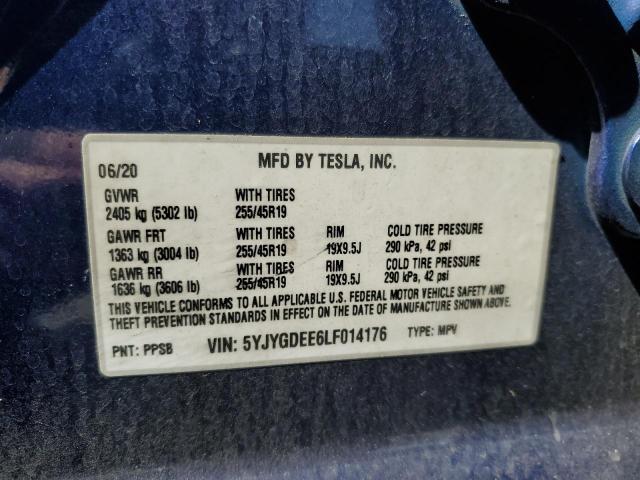 06/20 MFD BY TESLA, INC.
GVWR WITH TIRES
2405 kg (5302 lb) 255/45R19
GAWR FRT WITH TIRES RIM COLD TIRE PRESSURE
1363 kg (3004 lb) 255/45R19 19X9.5J 290 kPa, 42 psi
GAWR RR WITH TIRES RIM COLD TIRE PRESSURE
1636 kg (3606 lb) 255/45R19 19X9.5J 290 kPa, 42 psi
THIS VEHICLE CONFORMS TO ALL APPLICABLE U.S. FEDERAL MOTOR VEHICLE SAFETY AND
THEFT PREVENTION STANDARDS IN EFFECT ON THE DATE OF MANUFACTURE SHOWN ABOVE.
PNT: PPSB VIN: 5YJYGDEE6LF014176 TYPE: MPV